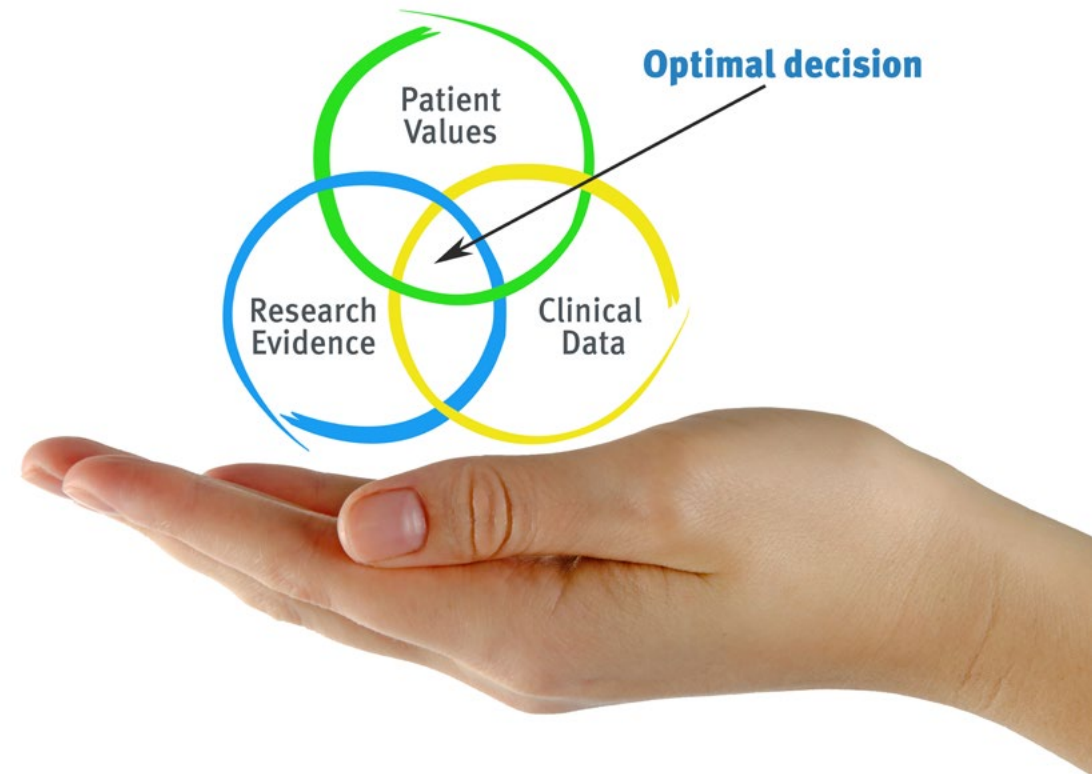 Optimal decision
Patient
Values
Research
Evidence
Clinical
Data